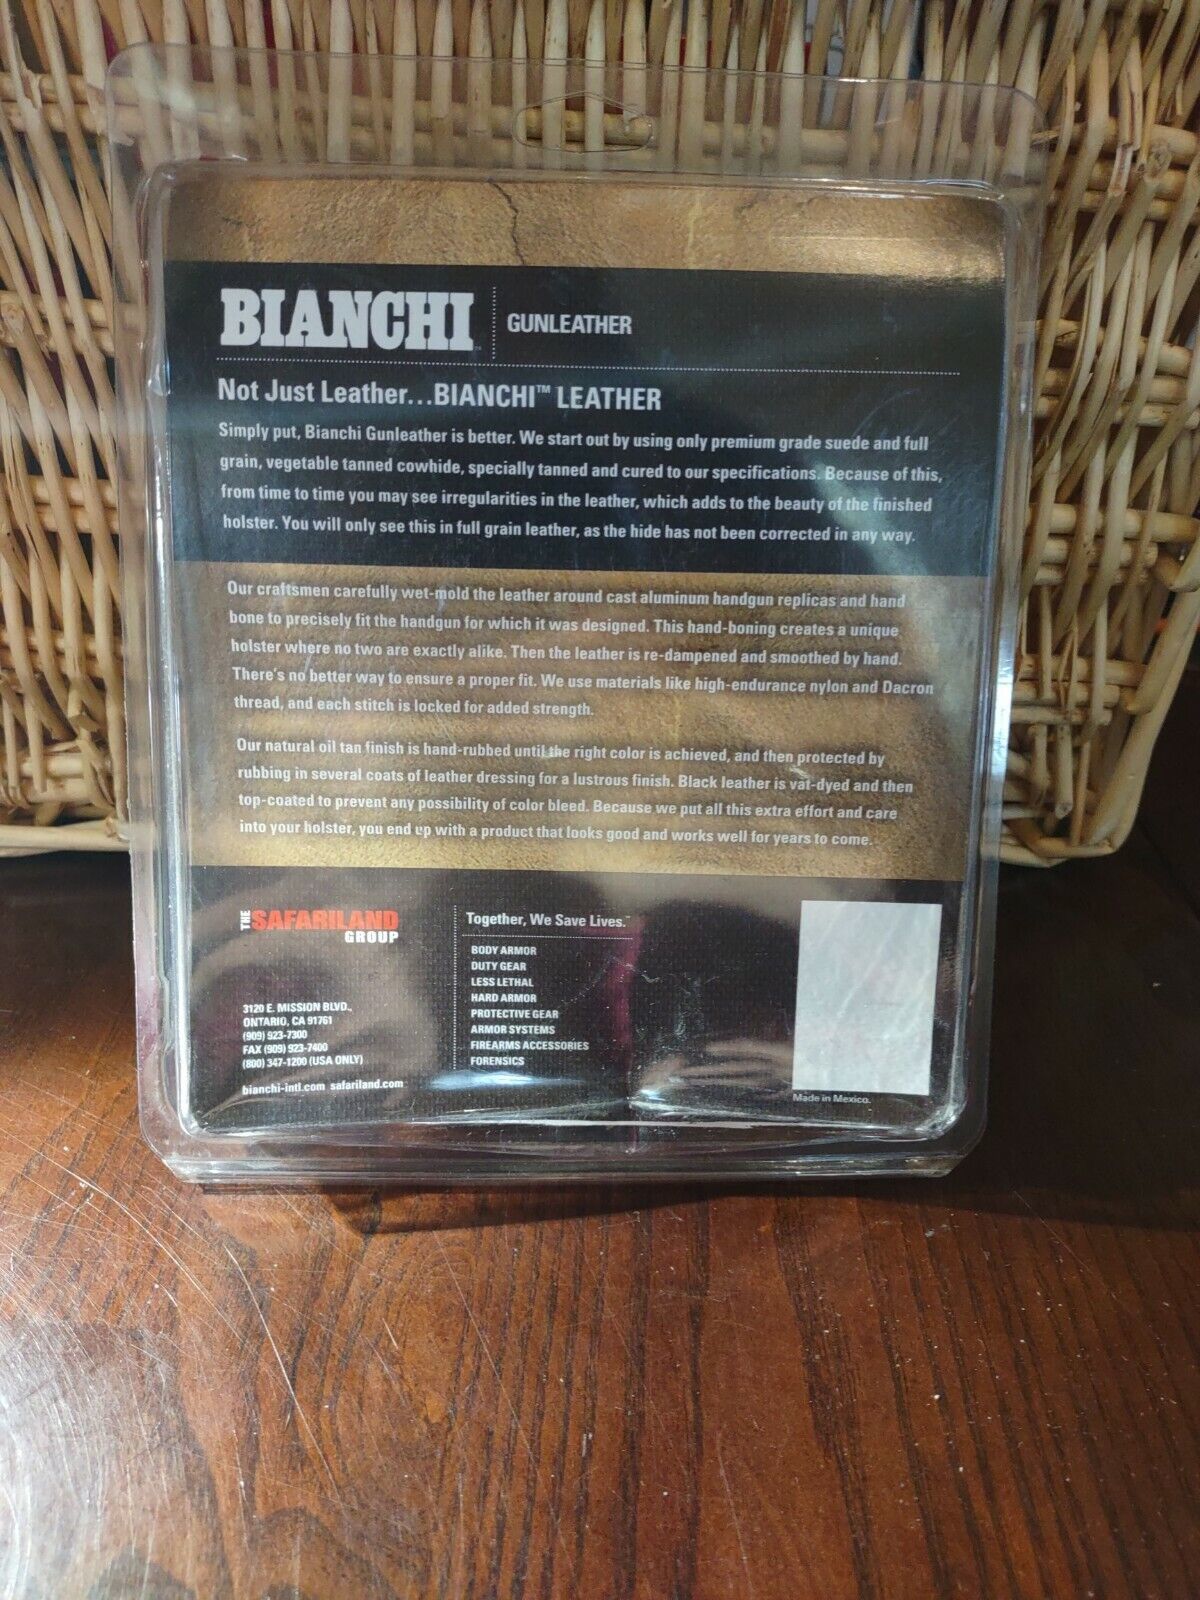 BIANCHI™ GUNLEATHER
Not Just Leather...BIANCHI™ LEATHER
Simply put, Bianchi Gunleather is better. We start out by using only premium grade suede and full
grain, vegetable tanned cowhide, specially tanned and cured to our specifications. Because of this,
from time to time you may see irregularities in the leather, which adds to the beauty of the finished
holster. You will only see this in full grain leather, as the hide has not been corrected in any way.
Our craftsmen carefully wet-mold the leather around cast aluminum handgun replicas and hand
bone to precisely fit the handgun for which it was designed. This hand-boning creates a unique
holster where no two are exactly alike. Then the leather is re-dampened and smoothed by hand.
There's no better way to ensure a proper fit. We use materials like high-endurance nylon and Dacron
thread, and each stitch is locked for added strength.
Our natural oil tan finish is hand-rubbed until the right color is achieved, and then protected by
rubbing in several coats of leather dressing for a lustrous finish. Black leather is vat-dyed and then
top-coated to prevent any possibility of color bleed. Because we put all this extra effort and care
into your holster, you end up with a product that looks good and works well for years to come.
THE SAFARILAND
GROUP
3120 E. MISSION BLVD.,
ONTARIO, CA 91761
(909) 923-7300
FAX (909) 923-7400
(800) 347-1200 (USA ONLY)
bianchi-intl.com safariland.com
Together, We Save Lives.™
BODY ARMOR
DUTY GEAR
LESS LETHAL
HARD ARMOR
PROTECTIVE GEAR
ARMOR SYSTEMS
FIREARMS ACCESSORIES
FORENSICS
Made in Mexico.